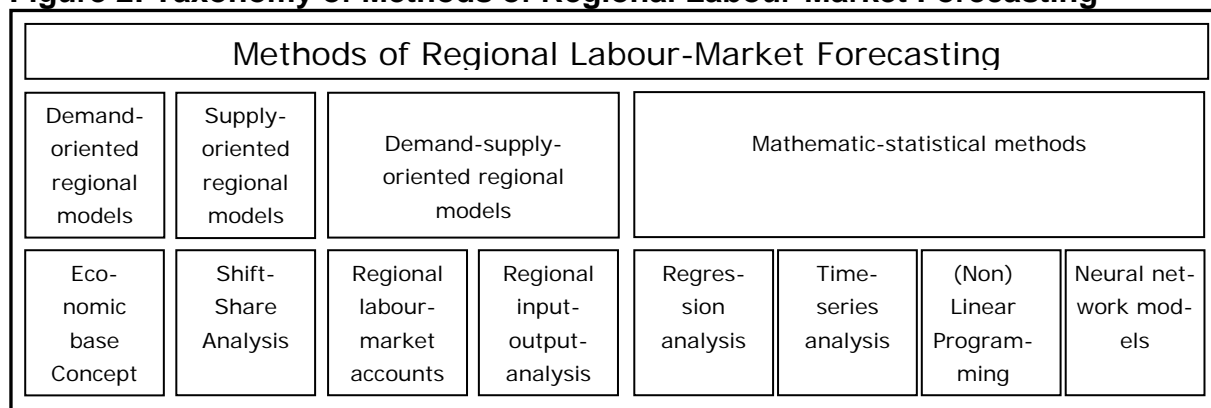 Figure 2: Taxonomy of Methods of Regional Labour-Market Forecasting
Methods of Regional Labour-Market Forecasting
Demand-
oriented
regional
models
Supply-
oriented
regional
models
Demand-supply-
oriented regional
models
Mathematic-statistical methods
Eco-
nomic
base
Concept
Shift-
Share
Analysis
Regional
labour-
market
accounts
Regional
input-
output-
analysis
Regres-
sion
analysis
Time-
series
analysis
(Non)
Linear
Program-
ming
Neural net-
work mod-
els